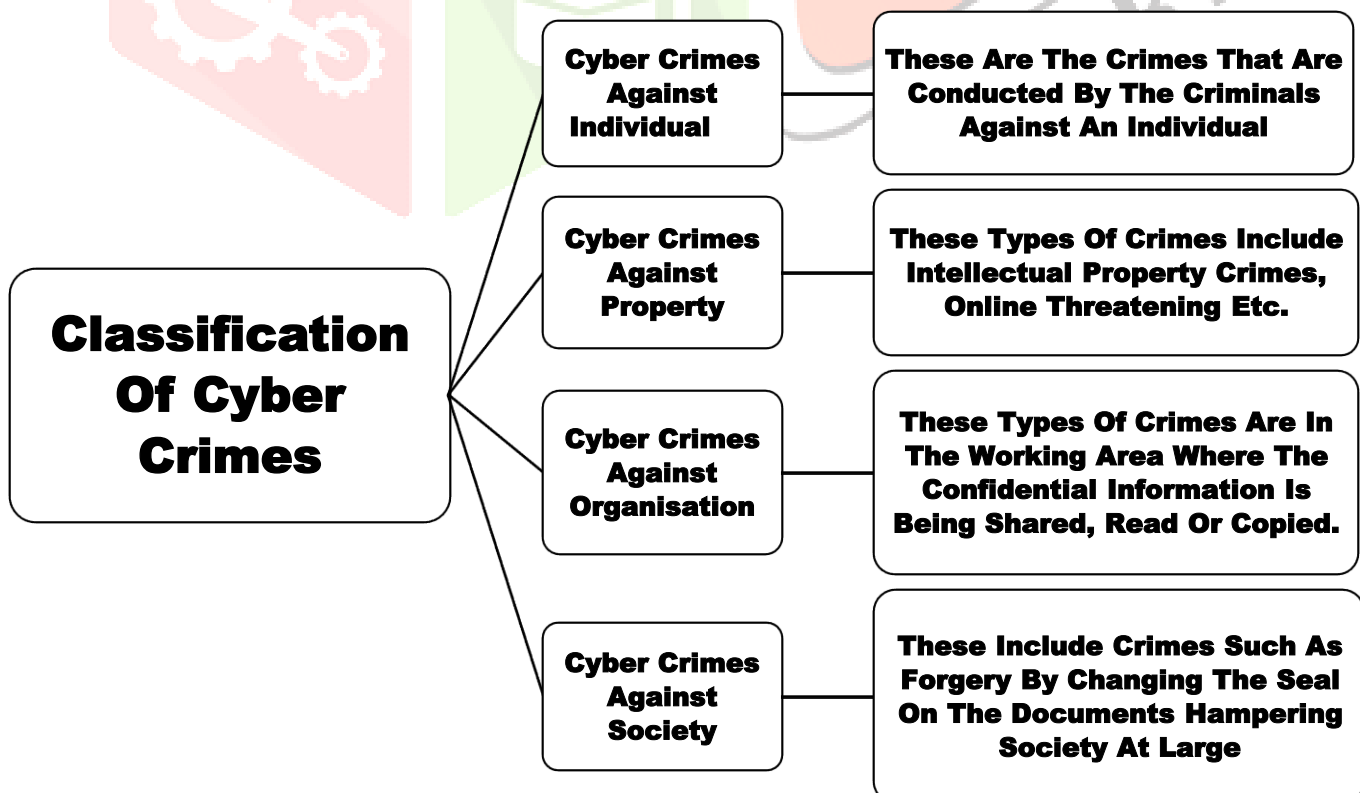 Classification
Of Cyber
Crimes
Cyber Crimes
Against
Individual
These Are The Crimes That Are
Conducted By The Criminals
Against An Individual
Cyber Crimes
Against
Property
These Types Of Crimes Include
Intellectual Property Crimes,
Online Threatening Etc.
Cyber Crimes
Against
Organisation
These Types Of Crimes Are In
The Working Area Where The
Confidential Information Is
Being Shared, Read Or Copied.
Cyber Crimes
Against
Society
These Include Crimes Such As
Forgery By Changing The Seal
On The Documents Hampering
Society At Large